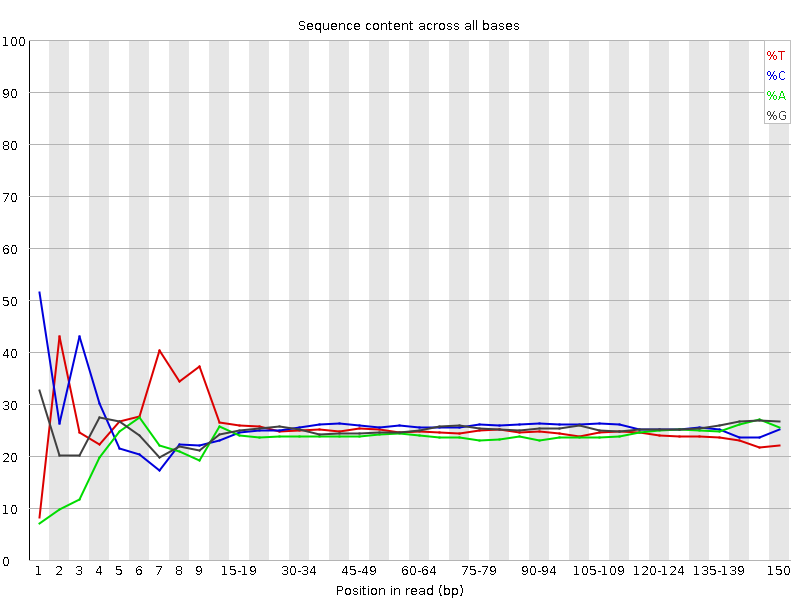 Sequence content across all bases
100
90
80
70
60
50
40
30
20
10
0
%T
%C
%A
%G
1 2 3 4 5 6 7 8 9 15-19 30-34 45-49 60-64 75-79 90-94 105-109 120-124 135-139 150
Position in read (bp)